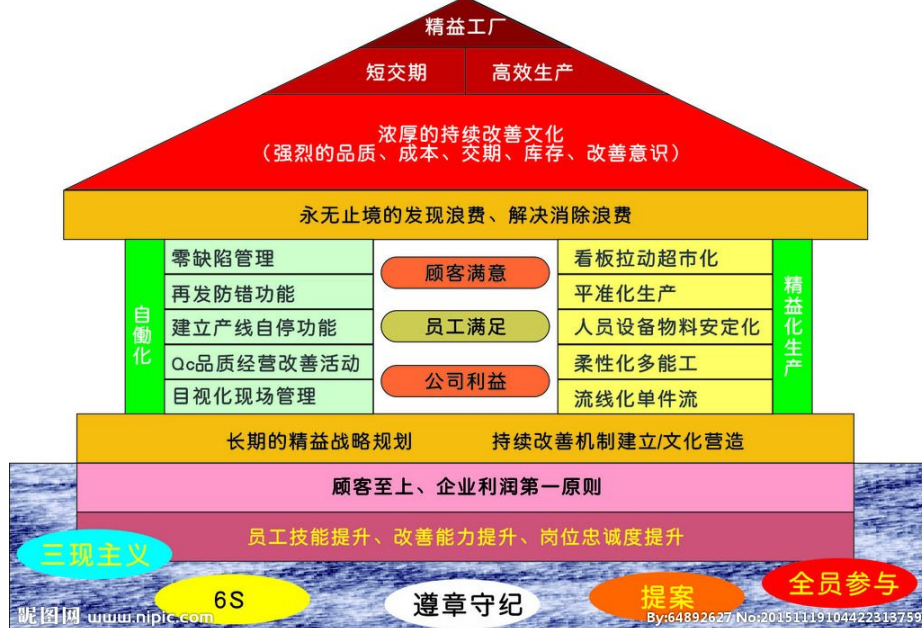 精益工厂
短交期
高效生产
浓厚的持续改善文化
（强烈的品质、成本、交期、库存、改善意识）
永无止境的发现浪费、解决消除浪费
自働化
零缺陷管理
再发防错功能
建立产线自停功能
Qc品质经营改善活动
目视化现场管理
顾客满意
员工满足
公司利益
看板拉动超市化
平准化生产
人员设备物料安定化
柔性化多能工
流线化单件流
精益化生产
长期的精益战略规划
持续改善机制建立/文化营造
顾客至上、企业利润第一原则
员工技能提升、改善能力提升、岗位忠诚度提升
三现主义
6S
遵章守纪
提案
全员参与
昵图网 www.nipic.com
By:64892627 No:20151119104422313750